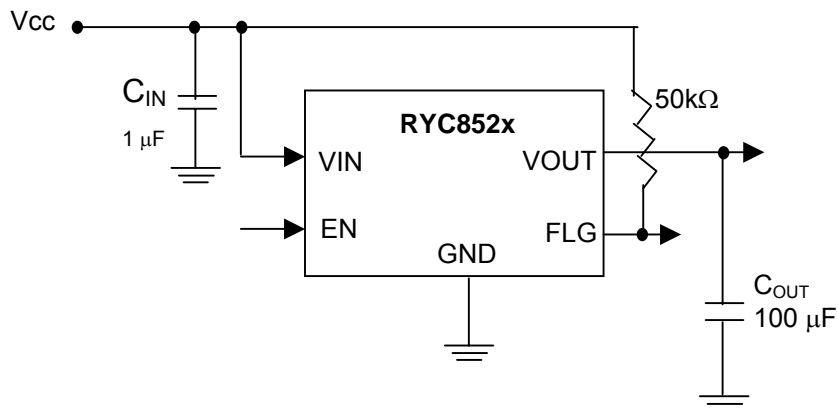 Vcc
C_IN
1 μF
RYC852x
50kΩ
VIN
VOUT
EN
FLG
GND
C_OUT
100 μF